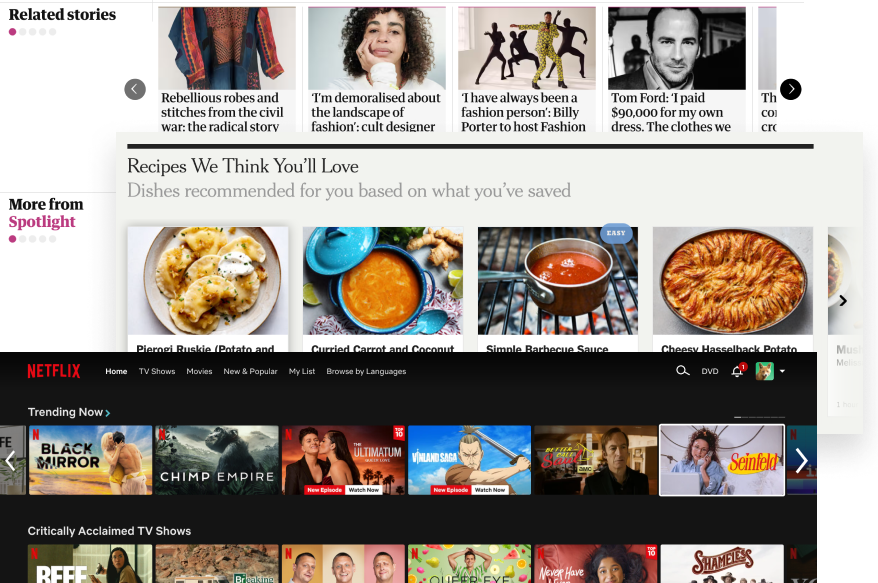 Related stories
Rebellious robes and
stitches from the civil
war: the radical story
'I'm demoralised about
the landscape of
fashion': cult designer
'I have always been a
fashion person': Billy
Porter to host Fashion
Tom Ford: 'I paid
$90,000 for my own
dress. The clothes we
Th
cor
cro
More from
Spotlight
Recipes We Think You'll Love
Dishes recommended for you based on what you've saved
EASY
Pierogi Ruskie (Potato and
Curried Carrot and Coconut
Simple Barbecue Sauce
Cheesy Hasselback Potato
Mus
Melis
NETFLIX
Home
TV Shows
Movies
New & Popular
My List
Browse by Languages
DVD
1
Trending Now
FE
N
BLACK
MIRROR
N
CHIMP EMPIRE
N
TOP
10
THE
ULTIMATUM
QUEER LOVE
New Episode
Watch Now
N
VINLAND SAGA
New Episode
Watch Now
BETTER
CALL
Saul
amc
Seinfeld
Critically Acclaimed TV Shows
N
BEEF
Breaking
N
N
QUEER EYE
N
TOP
10
Never Have
SHAMELESS
N